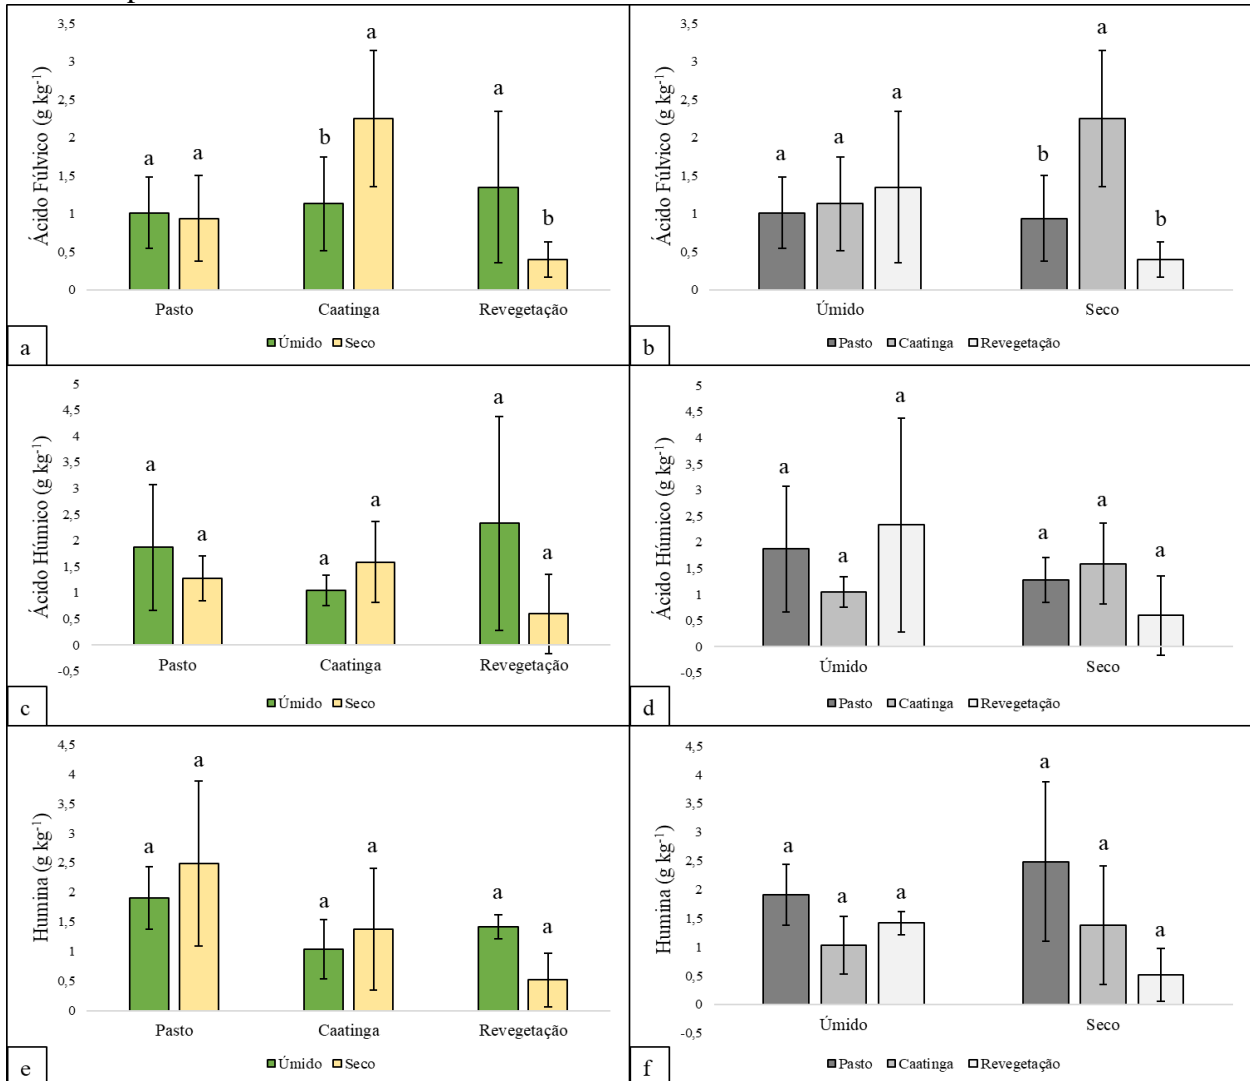 3,5
3
2,5
2
1,5
1
0,5
0
Ácido Fúlvico (g kg-1)
a a b a a b
Pasto Caatinga Revegetação
Úmido Seco
a
3,5
3
2,5
2
1,5
1
0,5
0
Ácido Fúlvico (g kg-1)
a a a b a b
Úmido Seco
Pasto Caatinga Revegetação
b
5
4,5
4
3,5
3
2,5
2
1,5
1
0,5
0
-0,5
Ácido Húmico (g kg-1)
a a a a a a
Pasto Caatinga Revegetação
Úmido Seco
c
5
4,5
4
3,5
3
2,5
2
1,5
1
0,5
0
-0,5
Ácido Húmico (g kg-1)
a a a a a a
Úmido Seco
Pasto Caatinga Revegetação
d
4,5
4
3,5
3
2,5
2
1,5
1
0,5
0
Humina (g kg-1)
a a a a a a
Pasto Caatinga Revegetação
Úmido Seco
e
4,5
4
3,5
3
2,5
2
1,5
1
0,5
0
-0,5
Humina (g kg-1)
a a a a a a
Úmido Seco
Pasto Caatinga Revegetação
f